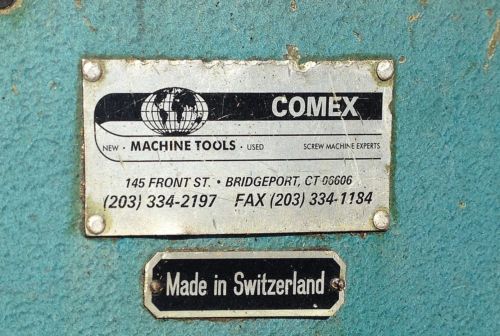 COMEX
NEW • MACHINE TOOLS • USED SCREW MACHINE EXPERTS
145 FRONT ST. • BRIDGEPORT, CT 06606
(203) 334-2197 FAX (203) 334-1184
Made in Switzerland